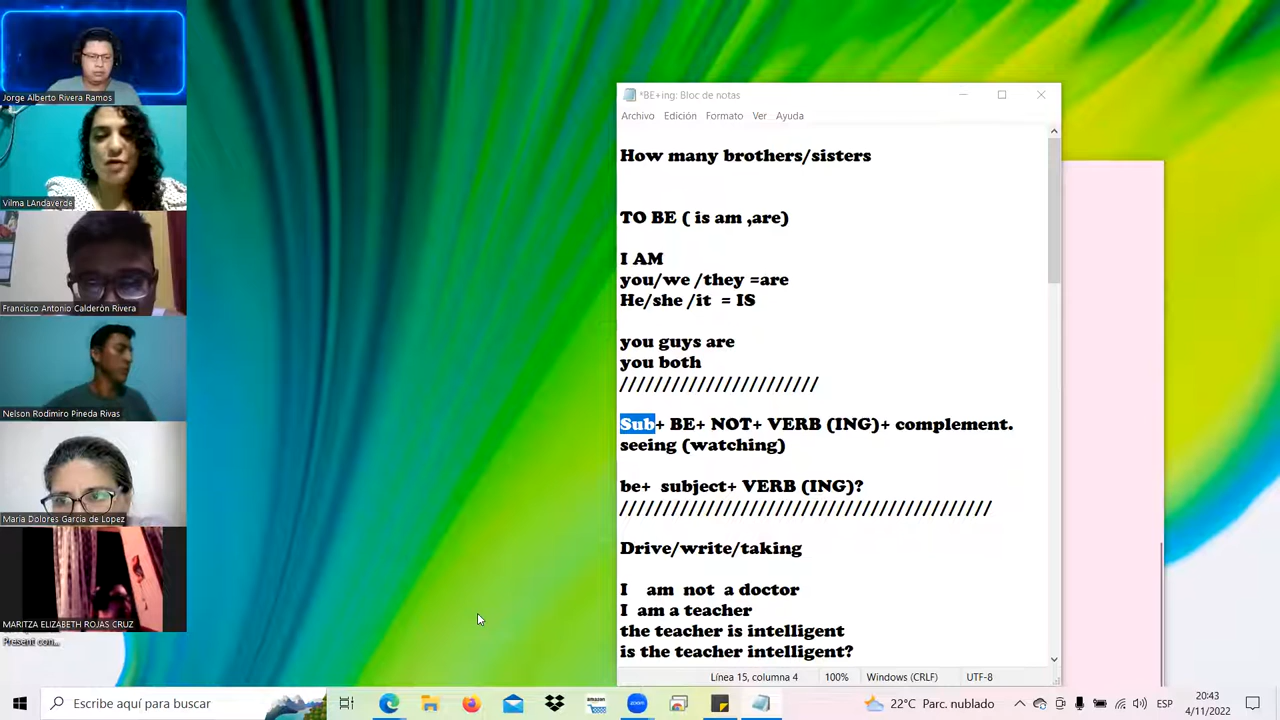 Jorge Alberto Rivera Ramos
Vilma LAndaverde
Francisco Antonio Calderón Rivera
Nelson Rodimiro Pineda Rivas
Maria Dolores Garcia de Lopez
MARITZA ELIZABETH ROJAS CRUZ
Present con...
*BE+ing: Bloc de notas
Archivo Edición Formato Ver Ayuda
How many brothers/sisters
TO BE ( is am ,are)
I AM
you/we /they =are
He/she /it = IS
you guys are
you both
///////////////////////
Sub+ BE+ NOT+ VERB (ING)+ complement.
seeing (watching)
be+ subject+ VERB (ING)?
///////////////////////////////////////////
Drive/write/taking
I am not a doctor
I am a teacher
the teacher is intelligent
is the teacher intelligent?
Línea 15, columna 4 100% Windows (CRLF) UTF-8
Escribe aquí para buscar
amazon
zoom
22°C Parc. nublado
ESP
20:43
4/11/2022